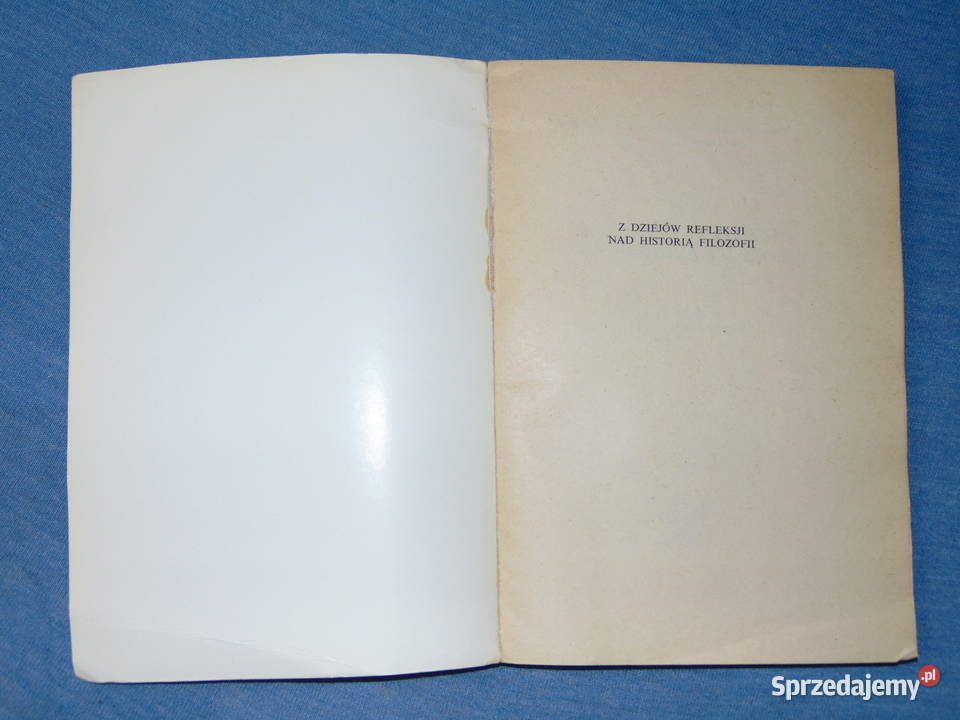 Z DZIEJÓW REFLEKSJI
NAD HISTORIĄ FILOZOFII
Sprzedajemy.pl